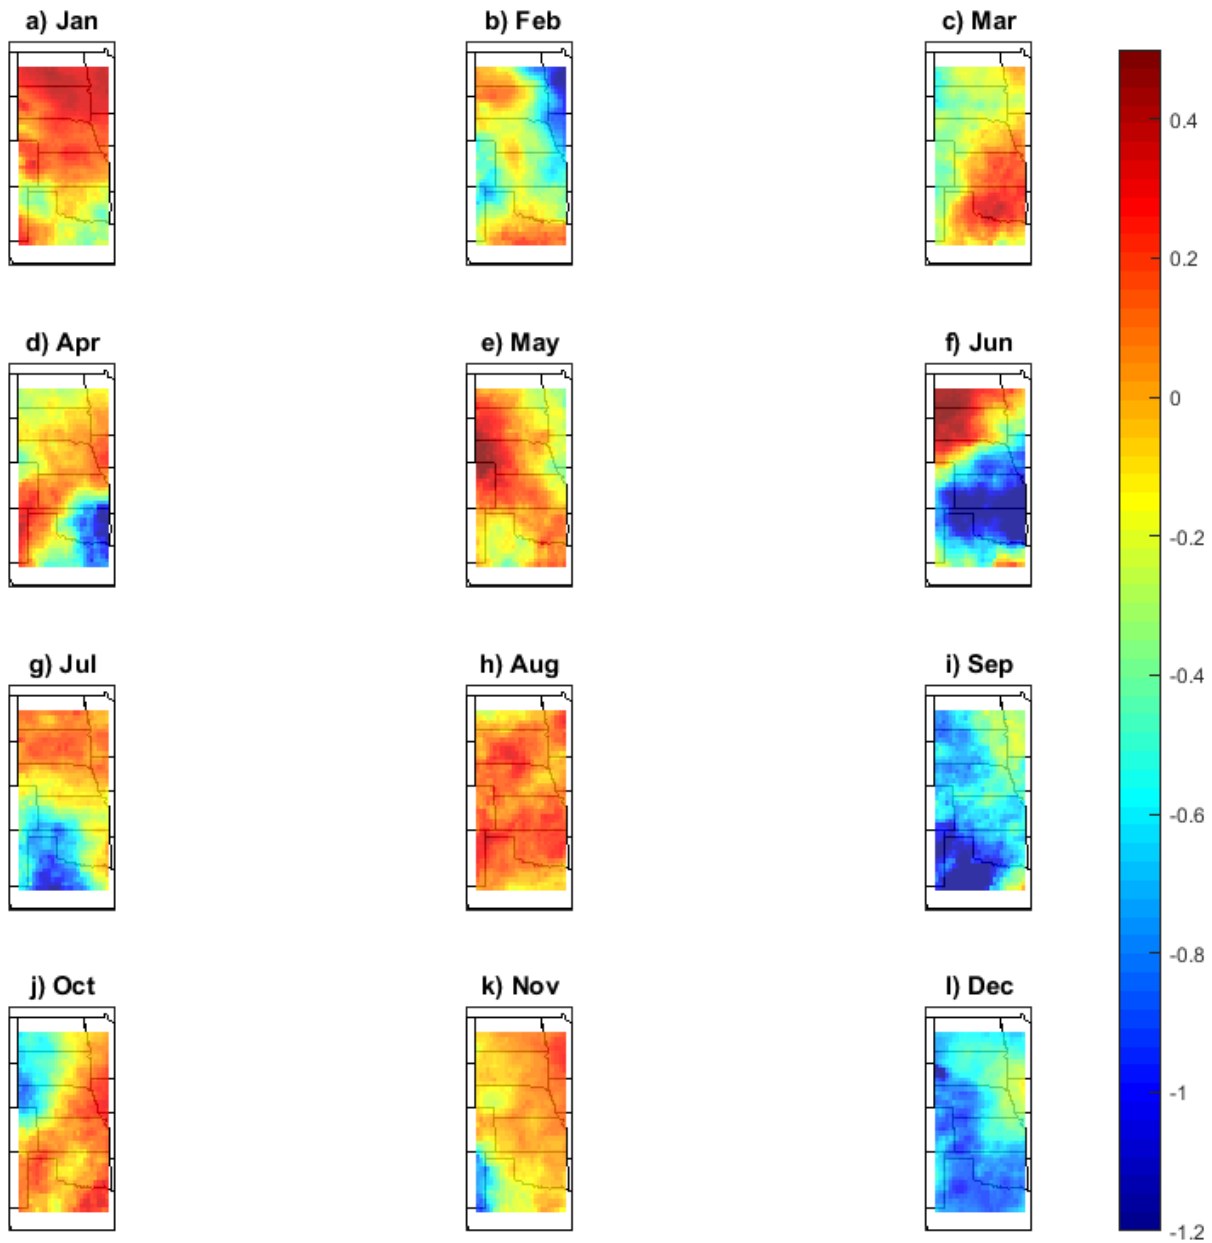 a) Jan
b) Feb
c) Mar
d) Apr
e) May
f) Jun
g) Jul
h) Aug
i) Sep
j) Oct
k) Nov
l) Dec
0.4
0.2
0
-0.2
-0.4
-0.6
-0.8
-1
-1.2